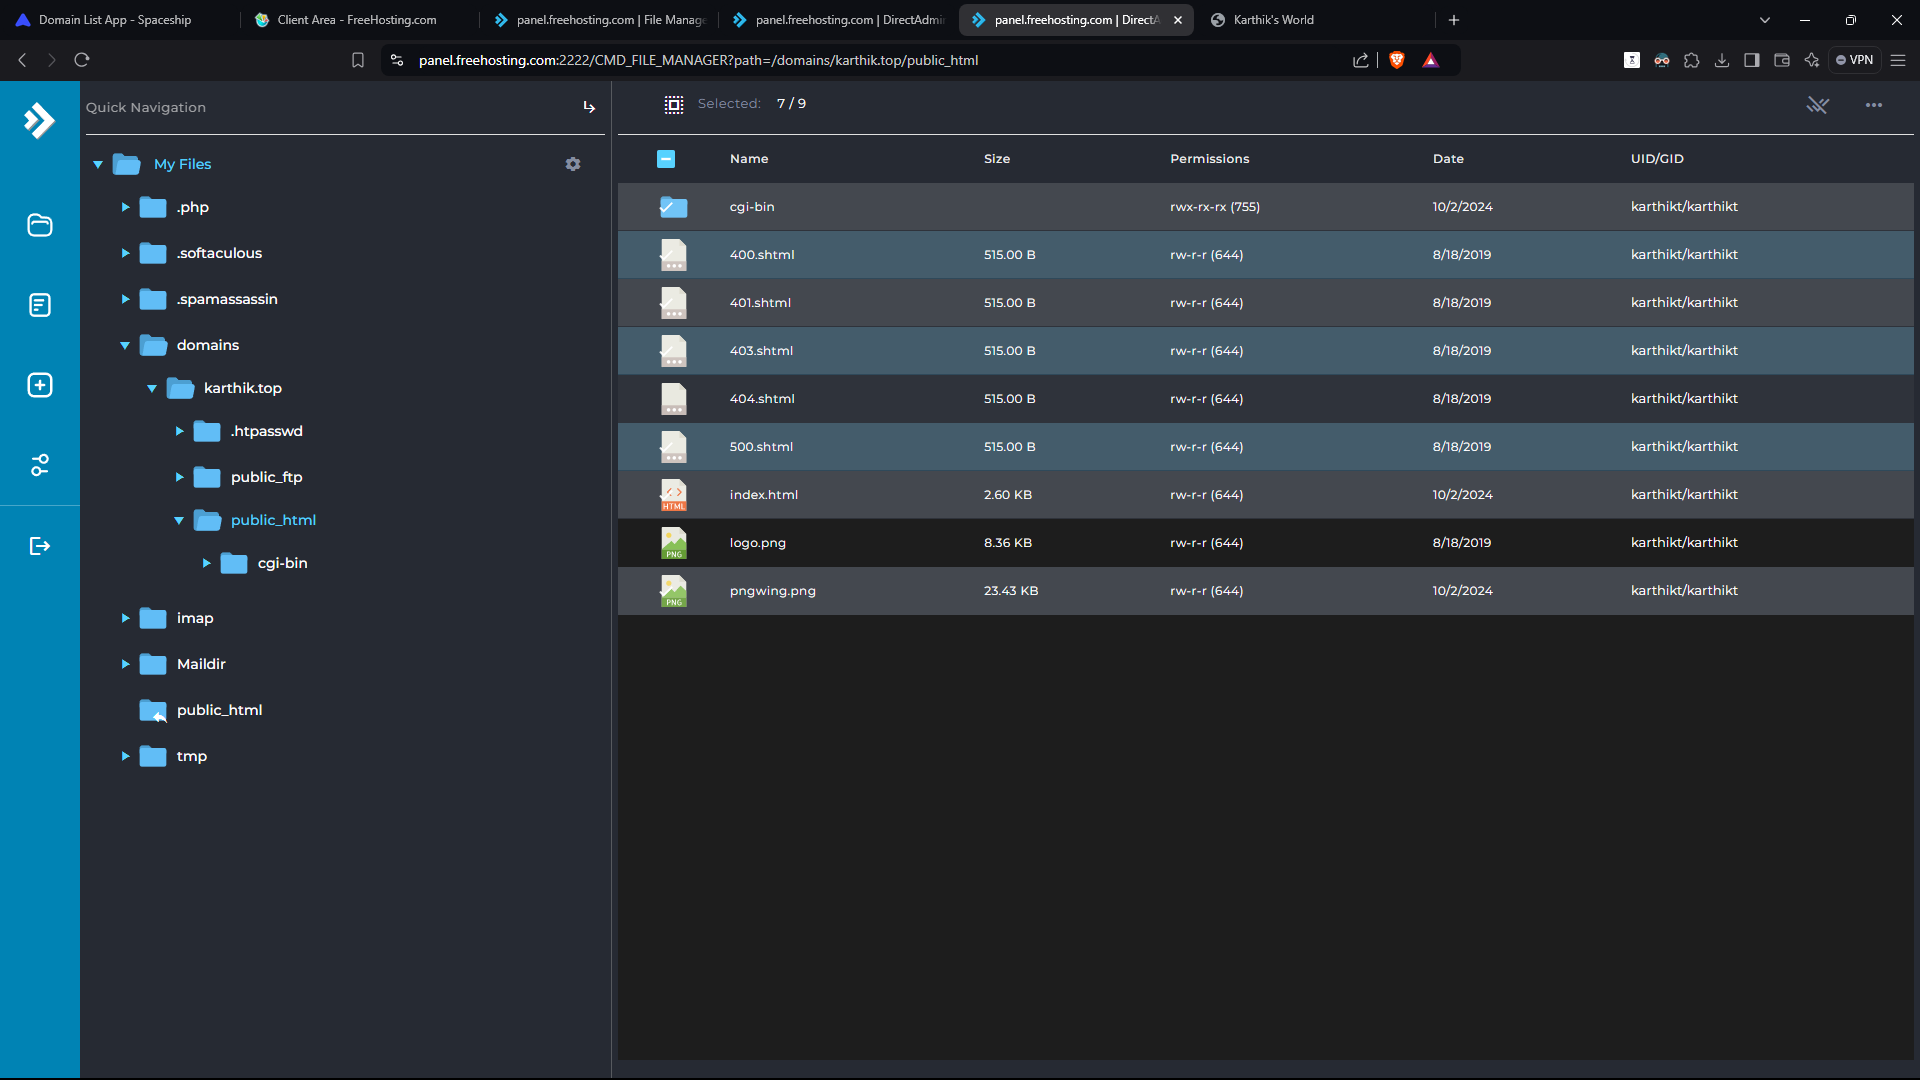 Domain List App - Spaceship
Client Area - FreeHosting.com
panel.freehosting.com | File Manage
panel.freehosting.com | DirectAdmin
panel.freehosting.com | DirectA
Karthik's World
panel.freehosting.com:2222/CMD_FILE_MANAGER?path=/domains/karthik.top/public_html
VPN
Quick Navigation
My Files
.php
.softaculous
.spamassassin
domains
karthik.top
.htpasswd
public_ftp
public_html
cgi-bin
imap
Maildir
public_html
tmp
Selected: 7 / 9
Name Size Permissions Date UID/GID
cgi-bin rwx-rx-rx (755) 10/2/2024 karthikt/karthikt
400.shtml 515.00 B rw-r-r (644) 8/18/2019 karthikt/karthikt
401.shtml 515.00 B rw-r-r (644) 8/18/2019 karthikt/karthikt
403.shtml 515.00 B rw-r-r (644) 8/18/2019 karthikt/karthikt
404.shtml 515.00 B rw-r-r (644) 8/18/2019 karthikt/karthikt
500.shtml 515.00 B rw-r-r (644) 8/18/2019 karthikt/karthikt
HTML index.html 2.60 KB rw-r-r (644) 10/2/2024 karthikt/karthikt
PNG logo.png 8.36 KB rw-r-r (644) 8/18/2019 karthikt/karthikt
PNG pngwing.png 23.43 KB rw-r-r (644) 10/2/2024 karthikt/karthikt